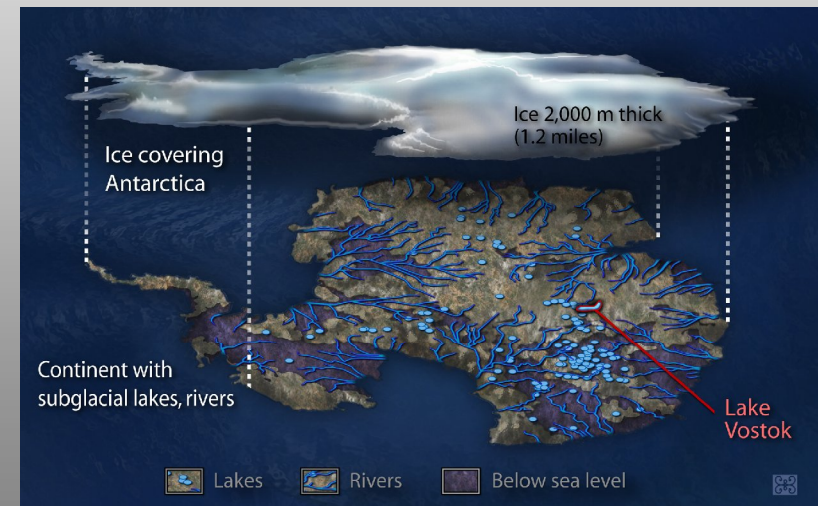 Ice 2,000 m thick
(1.2 miles)
Ice covering
Antarctica
Continent with
subglacial lakes, rivers
Lake
Vostok
Lakes
Rivers
Below sea level